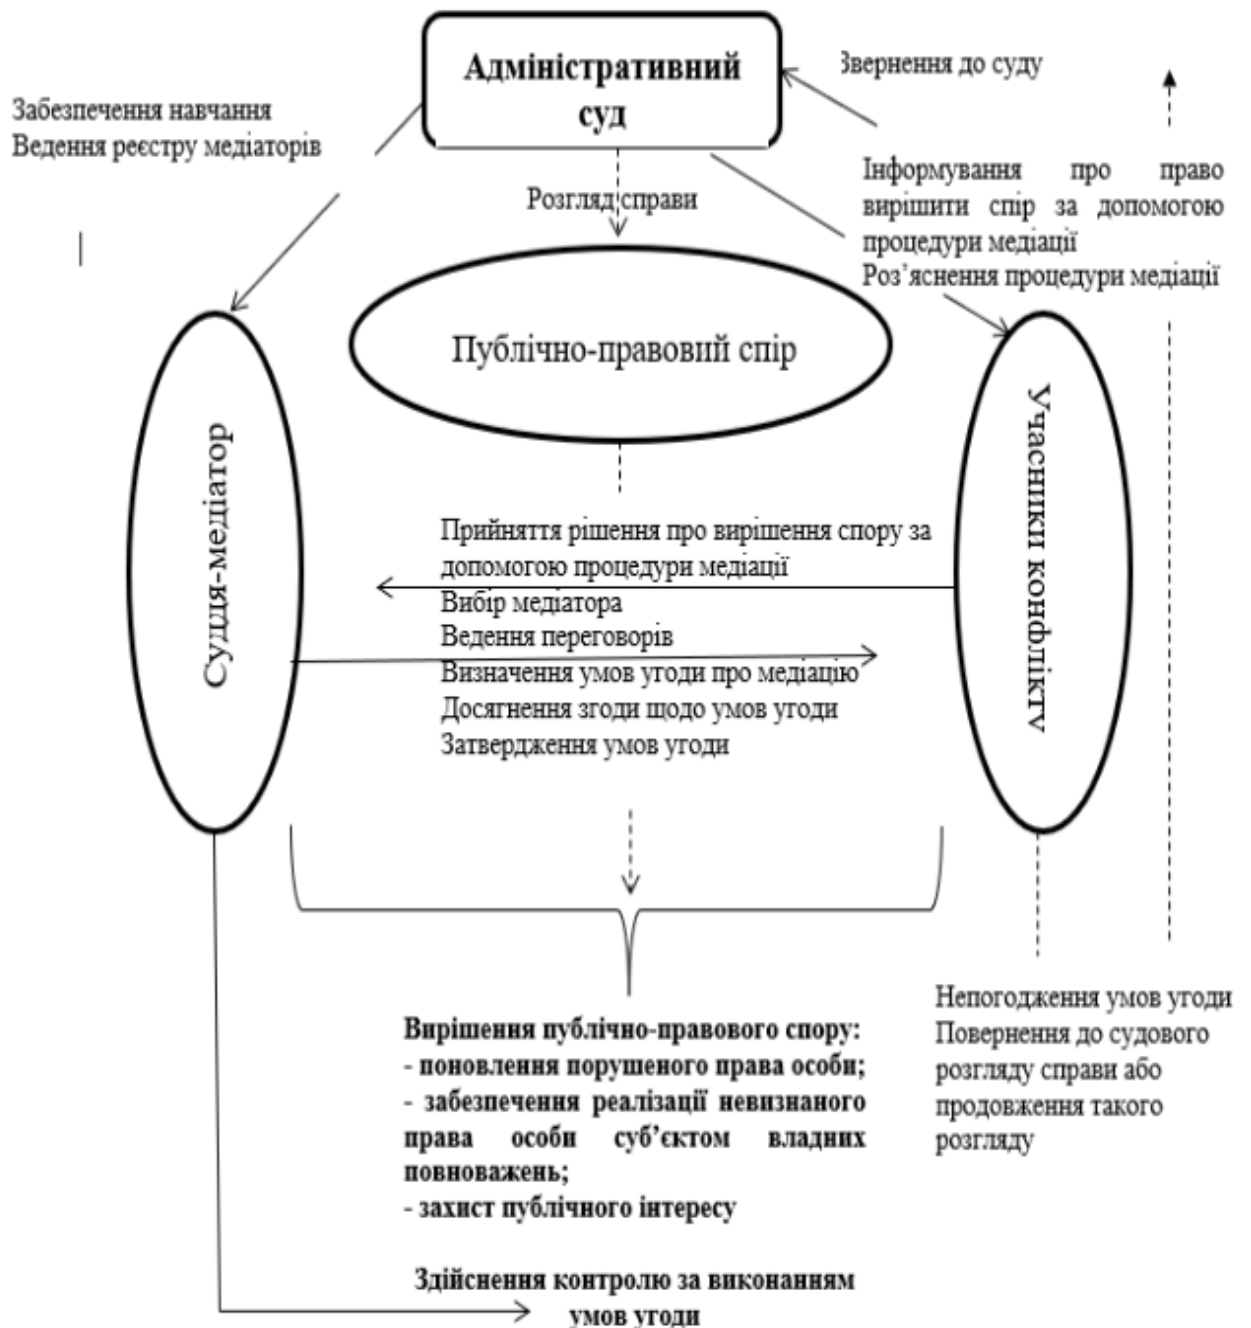 Адміністративний
суд
Звернення до суду
Забезпечення навчання
Ведення реєстру медіаторів
Інформування про право
вирішити спір за допомогою
процедури медіації
Роз’яснення процедури медіації
Розгляд справи
Публічно-правовий спір
Суддя-медіатор
Учасники конфлікту
Прийняття рішення про вирішення спору за
допомогою процедури медіації
Вибір медіатора
Ведення переговорів
Визначення умов угоди про медіацію
Досягнення згоди щодо умов угоди
Затвердження умов угоди
Непогодження умов угоди
Повернення до судового
розгляду справи або
продовження такого
розгляду
Вирішення публічно-правового спору:
- поновлення порушеного права особи;
- забезпечення реалізації невизнаного
права особи суб’єктом владних
повноважень;
- захист публічного інтересу
Здійснення контролю за виконанням
умов угоди